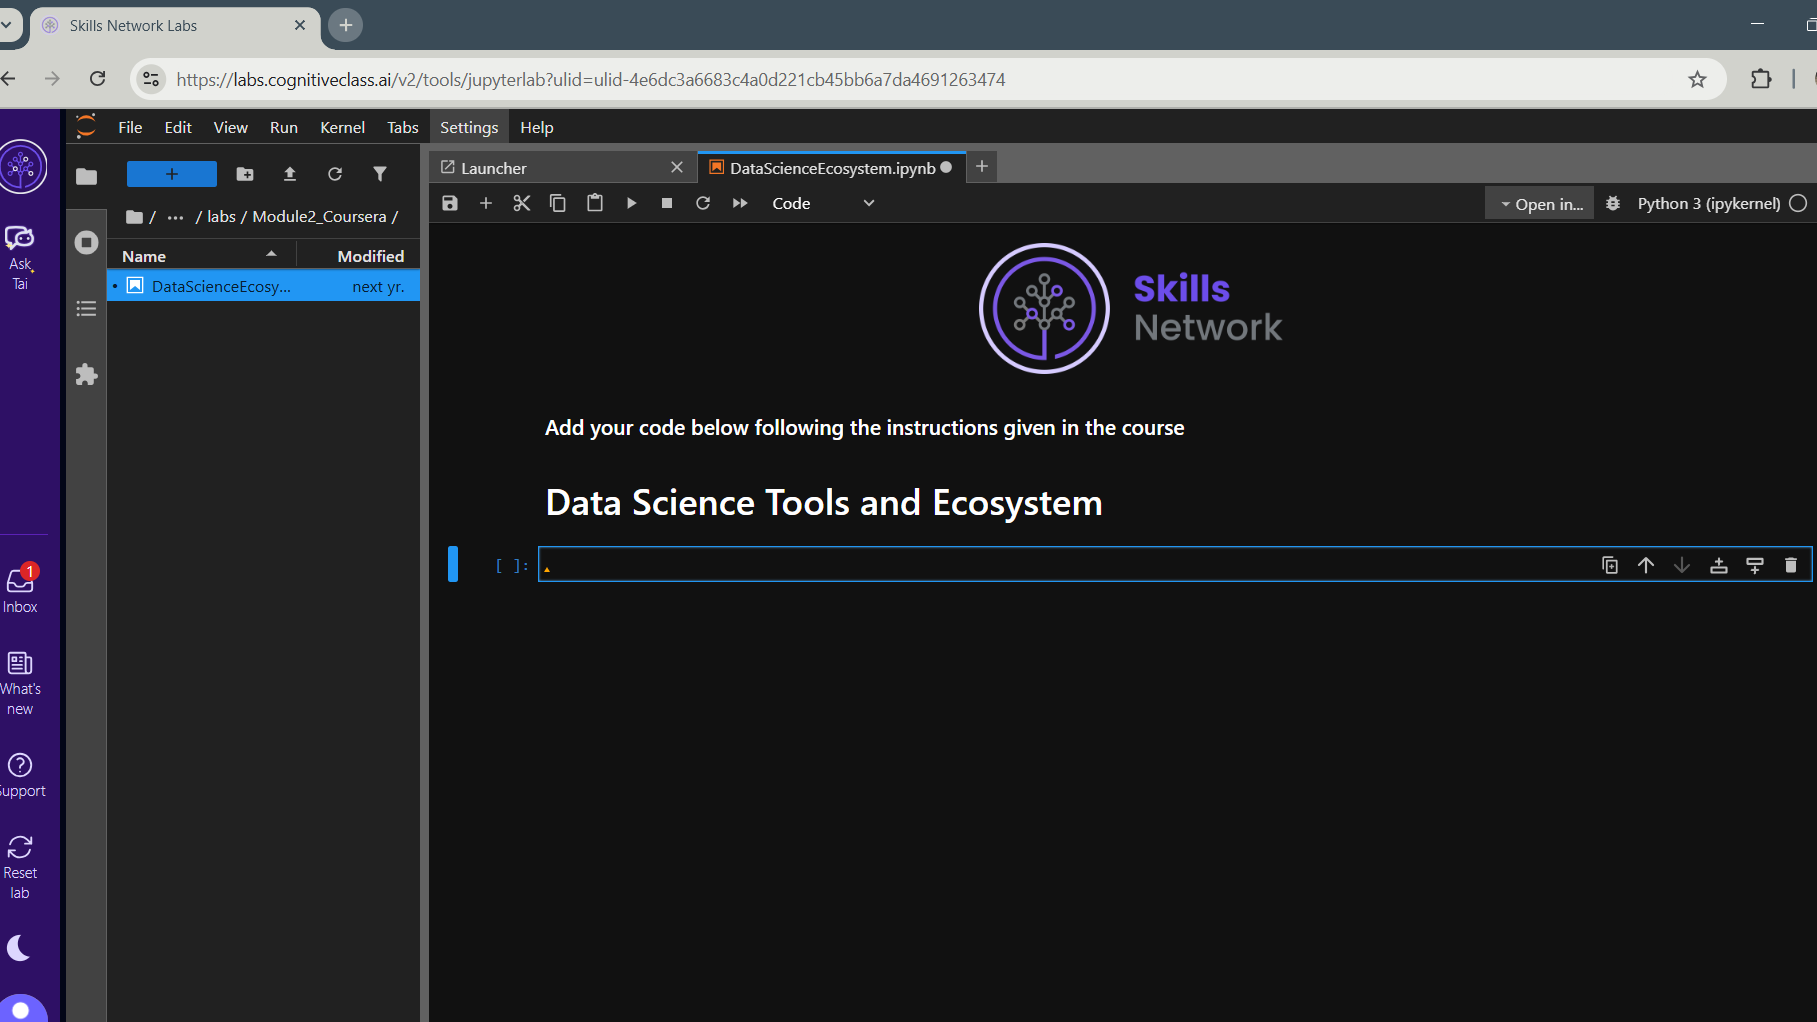 Skills Network Labs
https://labs.cognitiveclass.ai/v2/tools/jupyterlab?ulid=ulid-4e6dc3a6683c4a0d221cb45bb6a7da4691263474
File Edit View Run Kernel Tabs Settings Help
Launcher
DataScienceEcosystem.ipynb
Code
Open in...
Python 3 (ipykernel)
/ ... / labs / Module2_Coursera /
Name Modified
DataScienceEcosy... next yr.
Ask
Tai
Skills
Network
Add your code below following the instructions given in the course
Data Science Tools and Ecosystem
[ ]:
1
Inbox
What's
new
Support
Reset
lab